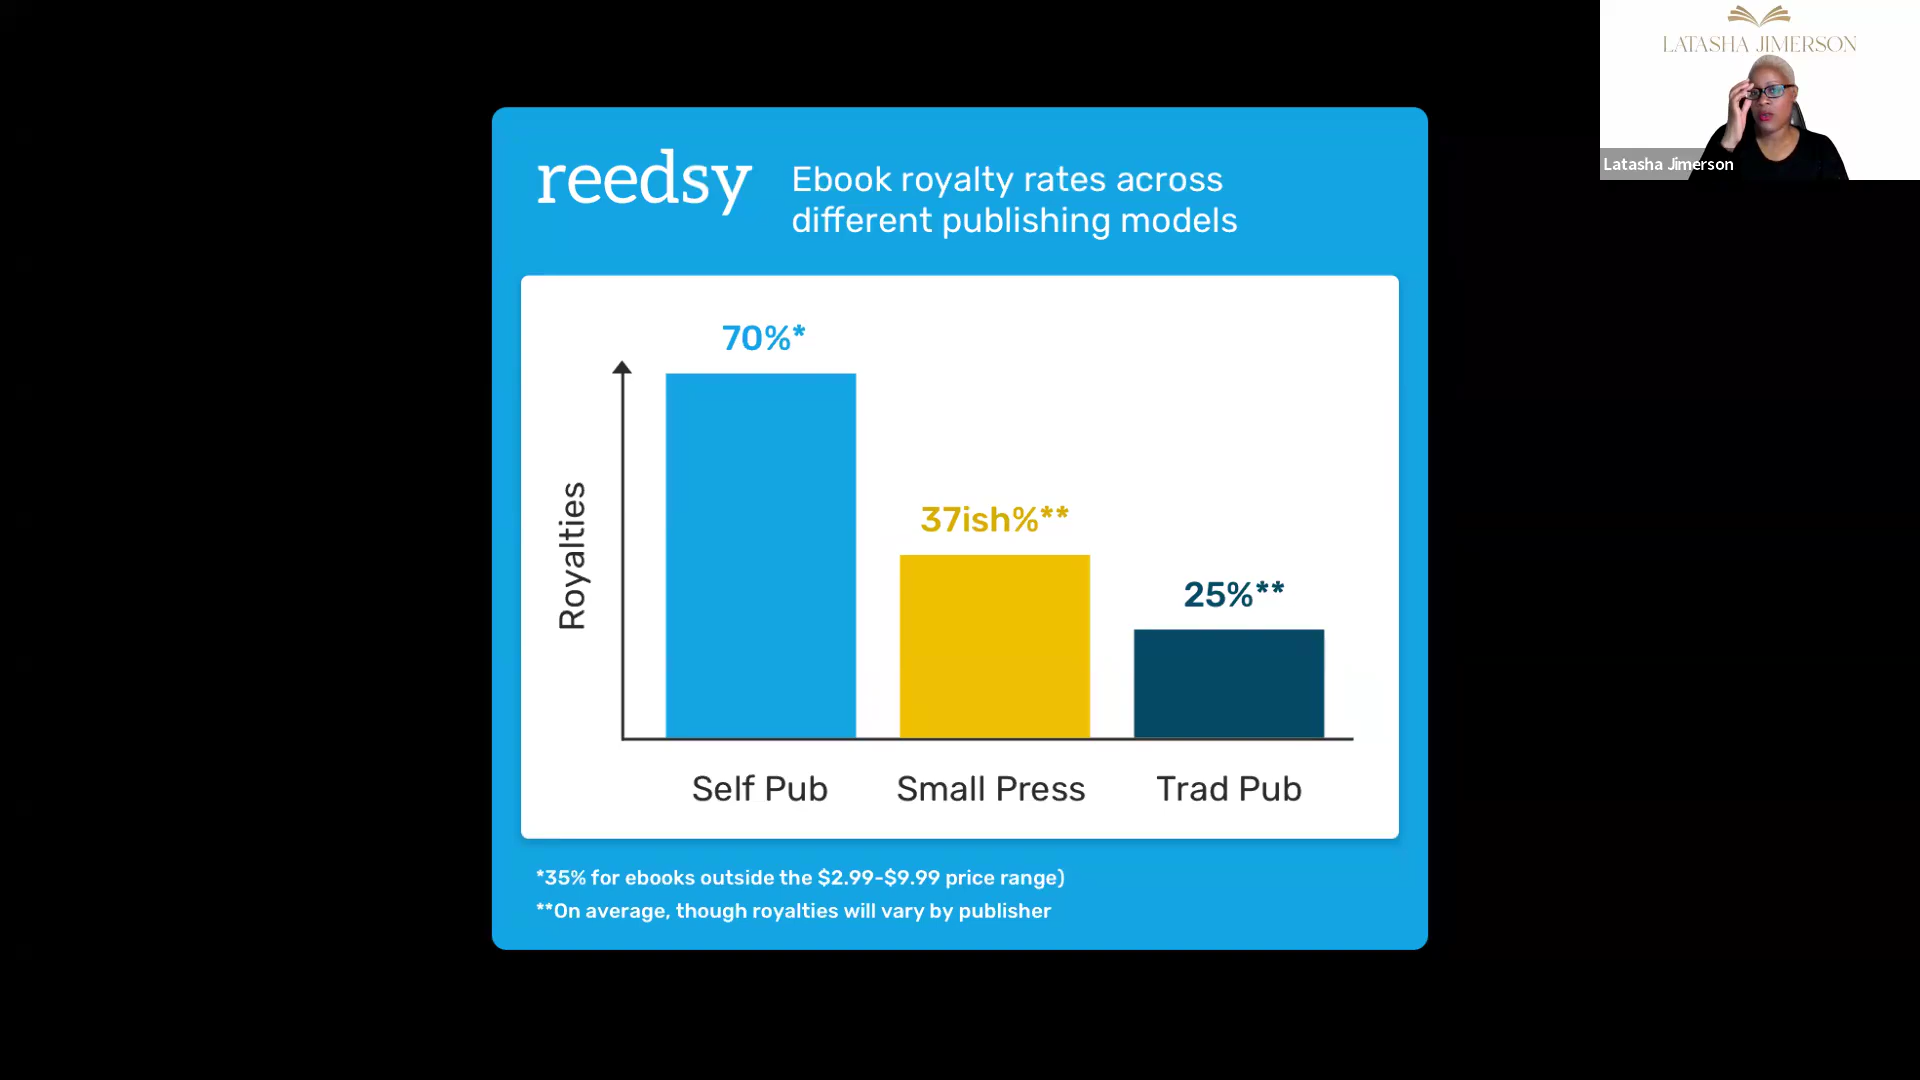 LATASHA JIMERSON
Latasha Jimerson
reedsy
Ebook royalty rates across
different publishing models
70%*
37ish%**
25%**
Royalties
Self Pub
Small Press
Trad Pub
*35% for ebooks outside the $2.99-$9.99 price range)
**On average, though royalties will vary by publisher